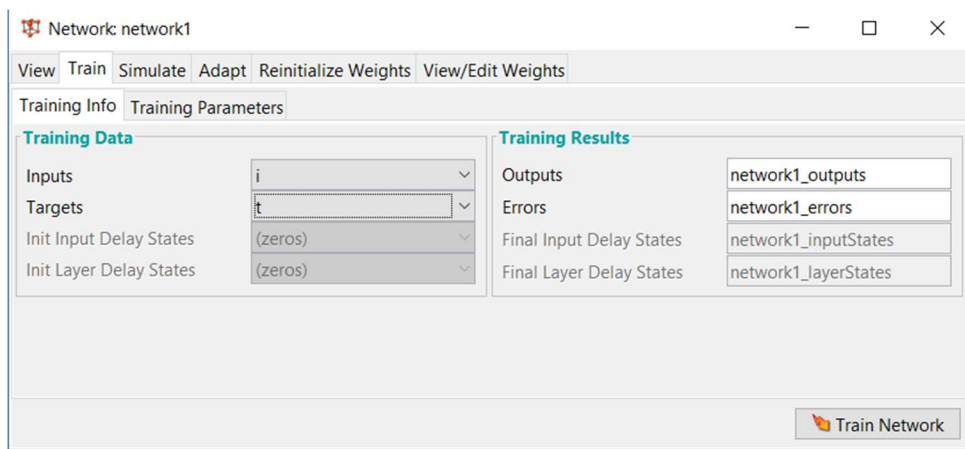 Network: network1
View Train Simulate Adapt Reinitialize Weights View/Edit Weights
Training Info Training Parameters
Training Data
Inputs i
Targets t
Init Input Delay States (zeros)
Init Layer Delay States (zeros)
Training Results
Outputs network1_outputs
Errors network1_errors
Final Input Delay States network1_inputStates
Final Layer Delay States network1_layerStates
Train Network